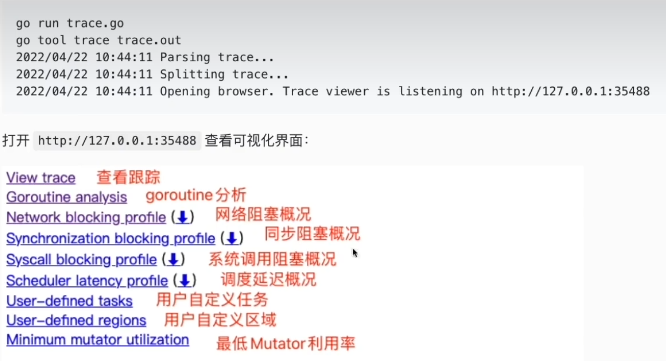 go run trace.go
go tool trace trace.out
2022/04/22 10:44:11 Parsing trace...
2022/04/22 10:44:11 Splitting trace...
2022/04/22 10:44:11 Opening browser. Trace viewer is listening on http://127.0.0.1:35488
打开 http://127.0.0.1:35488 查看可视化界面：
View trace 查看跟踪
Goroutine analysis goroutine分析
Network blocking profile (⬇) 网络阻塞概况
Synchronization blocking profile (⬇) 同步阻塞概况
Syscall blocking profile (⬇) 系统调用阻塞概况
Scheduler latency profile (⬇) 调度延迟概况
User-defined tasks 用户自定义任务
User-defined regions 用户自定义区域
Minimum mutator utilization 最低Mutator利用率